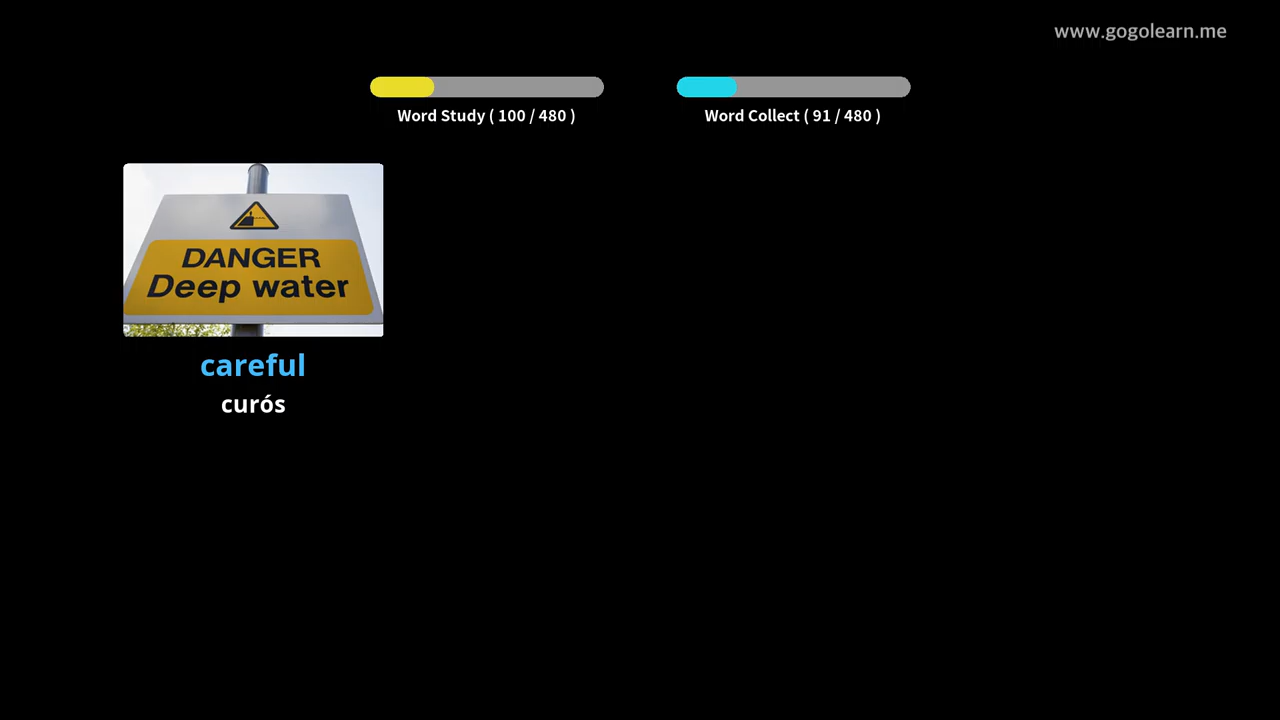 www.gogolearn.me
Word Study ( 100 / 480 )
Word Collect ( 91 / 480 )
DANGER
Deep water
careful
curós